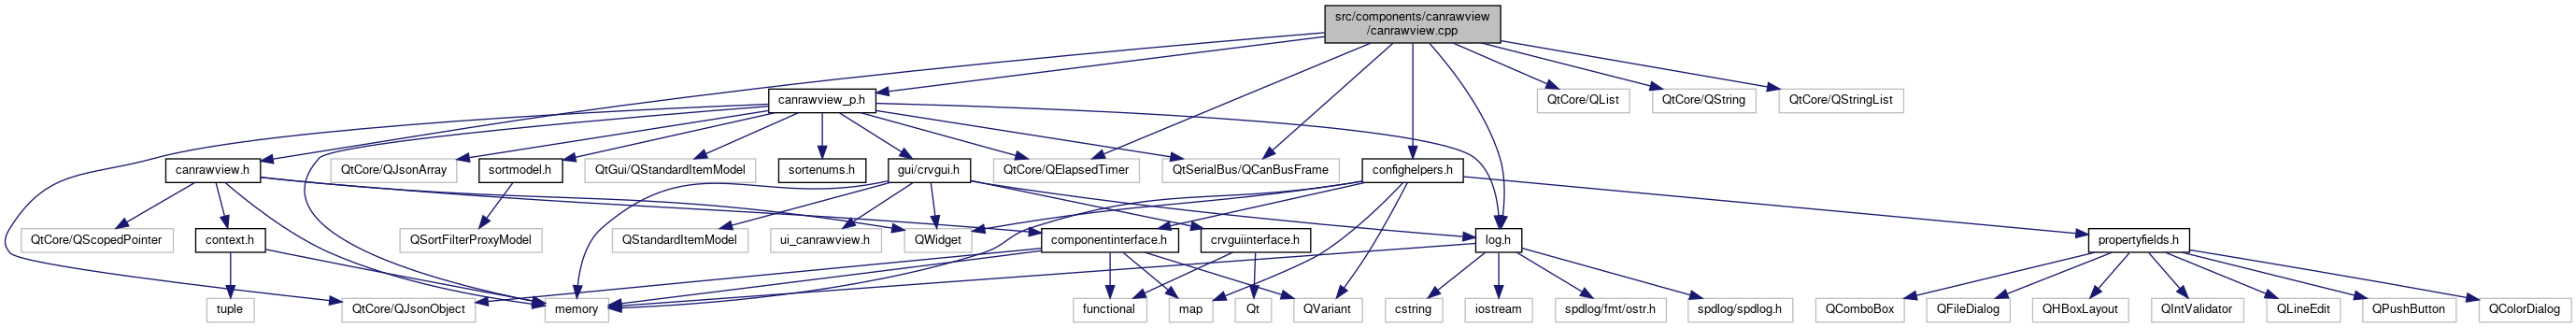 src/components/canrawview
/canrawview.cpp
canrawview_p.h
QtCore/QList
QtCore/QString
QtCore/QStringList
canrawview.h
QtCore/QJsonArray
sortmodel.h
QtGui/QStandardItemModel
sortenums.h
gui/crvgui.h
QtCore/QElapsedTimer
QtSerialBus/QCanBusFrame
confighelpers.h
QtCore/QScopedPointer
context.h
QSortFilterProxyModel
QStandardItemModel
ui_canrawview.h
QWidget
componentinterface.h
crvguiinterface.h
log.h
propertyfields.h
tuple
QtCore/QJsonObject
memory
functional
map
Qt
QVariant
cstring
iostream
spdlog/fmt/ostr.h
spdlog/spdlog.h
QComboBox
QFileDialog
QHBoxLayout
QIntValidator
QLineEdit
QPushButton
QColorDialog